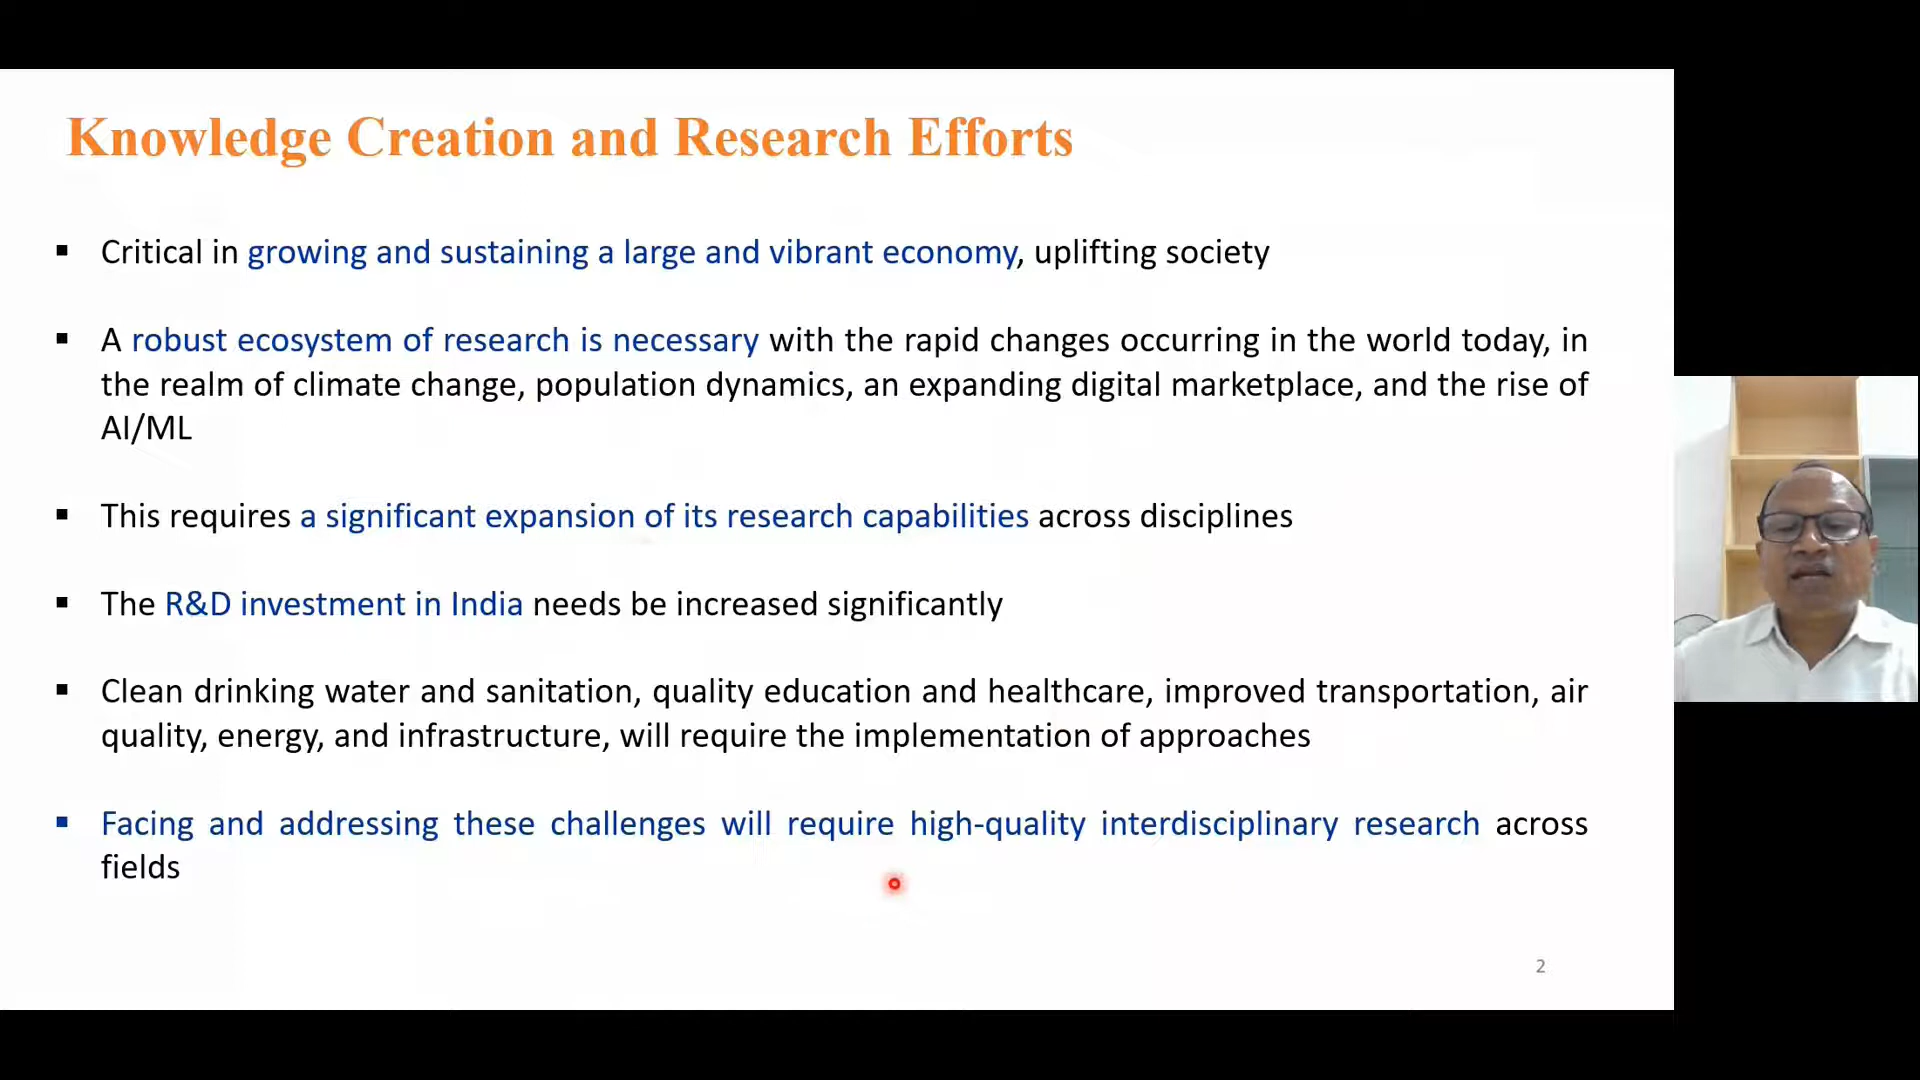 Knowledge Creation and Research Efforts
▪ Critical in growing and sustaining a large and vibrant economy, uplifting society
▪ A robust ecosystem of research is necessary with the rapid changes occurring in the world today, in
the realm of climate change, population dynamics, an expanding digital marketplace, and the rise of
AI/ML
▪ This requires a significant expansion of its research capabilities across disciplines
▪ The R&D investment in India needs be increased significantly
▪ Clean drinking water and sanitation, quality education and healthcare, improved transportation, air
quality, energy, and infrastructure, will require the implementation of approaches
▪ Facing and addressing these challenges will require high-quality interdisciplinary research across
fields
2